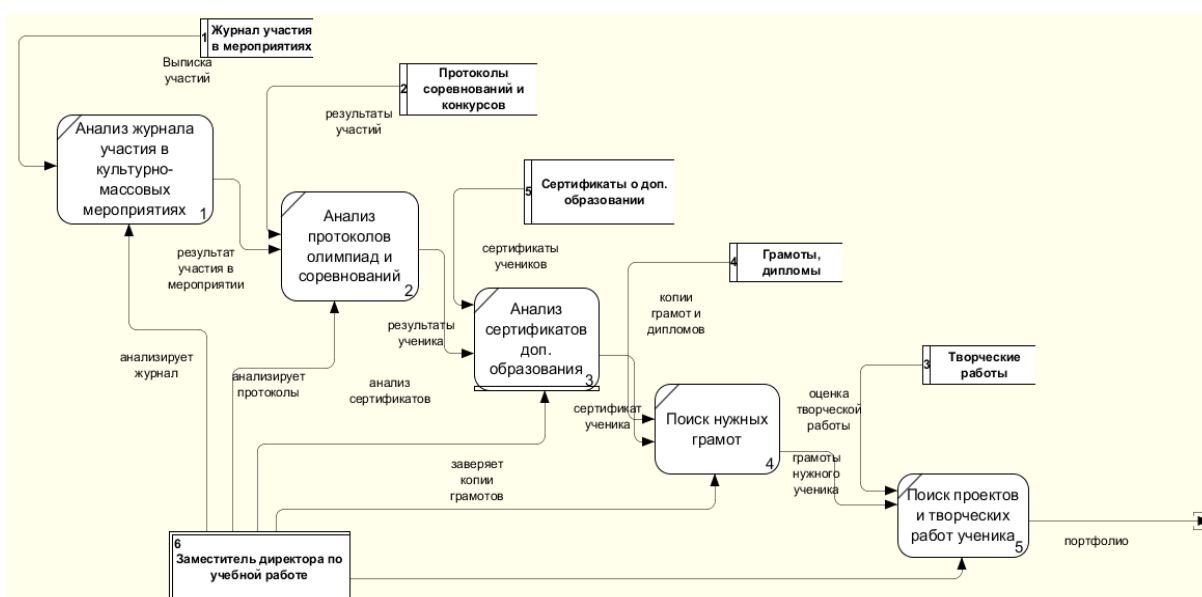 1
Журнал участия
в мероприятиях
Выписка
участий
2
Протоколы
соревнований и
конкурсов
результаты
участий
Анализ журнала
участия в
культурно-
массовых
мероприятиях
1
5
Сертификаты о доп.
образовании
Анализ
протоколов
олимпиад и
соревнований
2
результат
участия в
мероприятии
сертификаты
учеников
4
Грамоты,
дипломы
копии
грамот и
дипломов
Анализ
сертификатов
доп.
образования
3
результаты
ученика
анализирует
журнал
анализирует
протоколы
анализ
сертификатов
3
Творческие
работы
оценка
творческой
работы
сертификат
ученика
Поиск нужных
грамот
4
заверяет
копии
грамотов
грамоты
нужного
ученика
Поиск проектов
и творческих
работ ученика
5
портфолио
6
Заместитель директора по
учебной работе